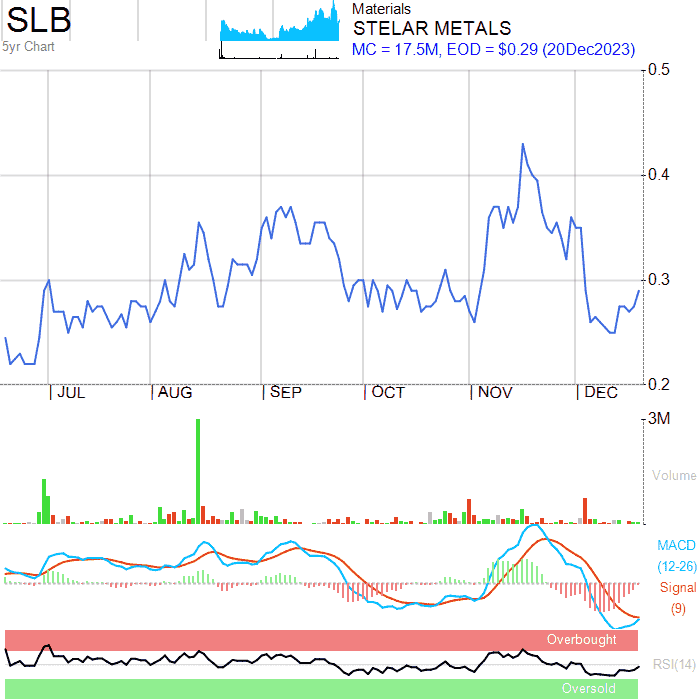 SLB
5yr Chart
Materials
STELAR METALS
MC = 17.5M, EOD = $0.29 (20Dec2023)
0.5
0.4
0.3
0.2
JUL AUG SEP OCT NOV DEC
3M
Volume
MACD
(12-26)
Signal
(9)
Overbought
RSI(14)
Oversold